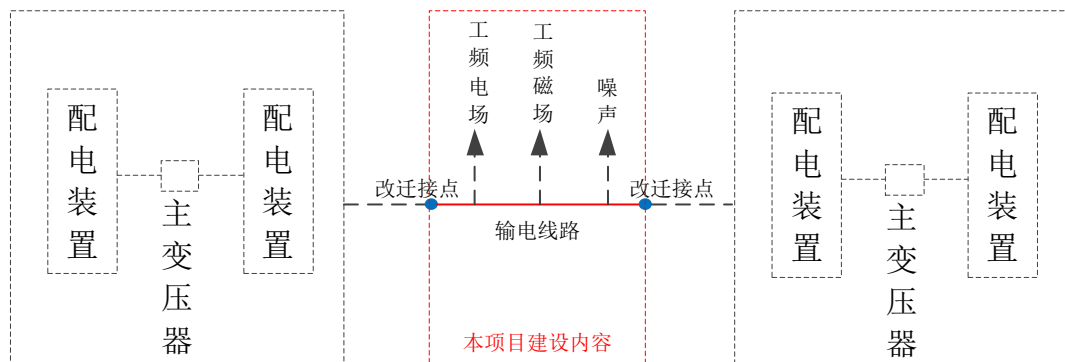 配电装置
主变压器
配电装置
改迁接点
工频电场
工频磁场
噪声
输电线路
改迁接点
本项目建设内容
配电装置
主变压器
配电装置